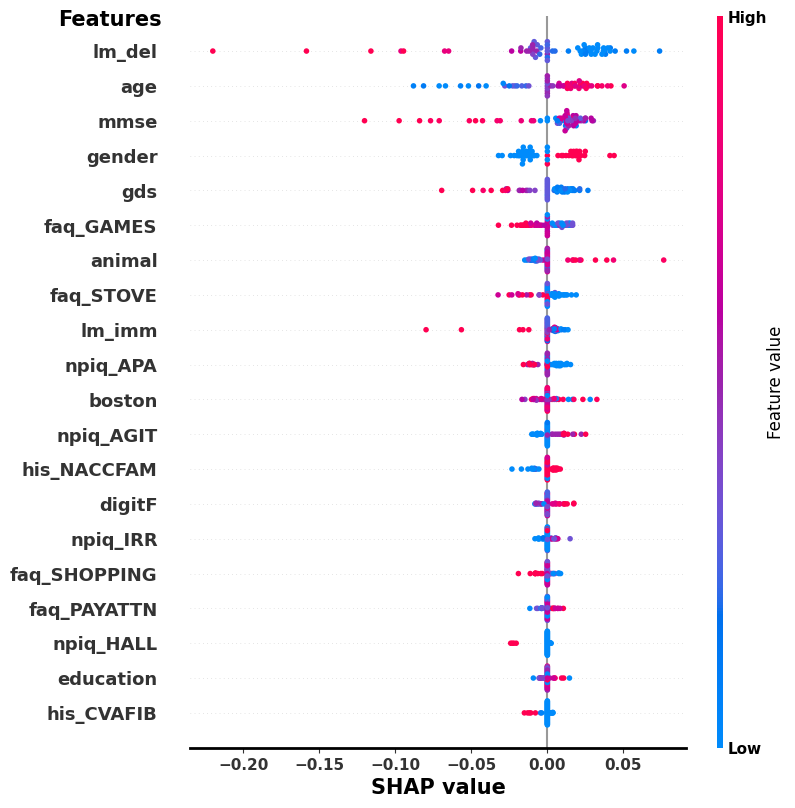 Features
High
lm_del
age
mmse
gender
gds
faq_GAMES
animal
faq_STOVE
lm_imm
npiq_APA
boston
npiq_AGIT
his_NACCFAM
digitF
npiq_IRR
faq_SHOPPING
faq_PAYATTN
npiq_HALL
education
his_CVAFIB
Feature value
Low
−0.20 −0.15 −0.10 −0.05 0.00 0.05
SHAP value